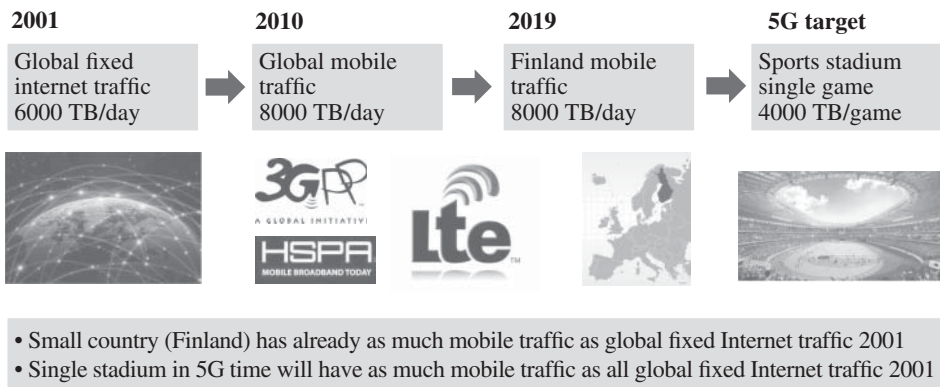 2001
2010
2019
5G target
Global fixed
internet traffic
6000 TB/day
Global mobile
traffic
8000 TB/day
Finland mobile
traffic
8000 TB/day
Sports stadium
single game
4000 TB/game
3GPP
A GLOBAL INITIATI
HSPA
MOBILE BROADBAND TODAY
Lte
TM
• Small country (Finland) has already as much mobile traffic as global fixed Internet traffic 2001
• Single stadium in 5G time will have as much mobile traffic as all global fixed Internet traffic 2001